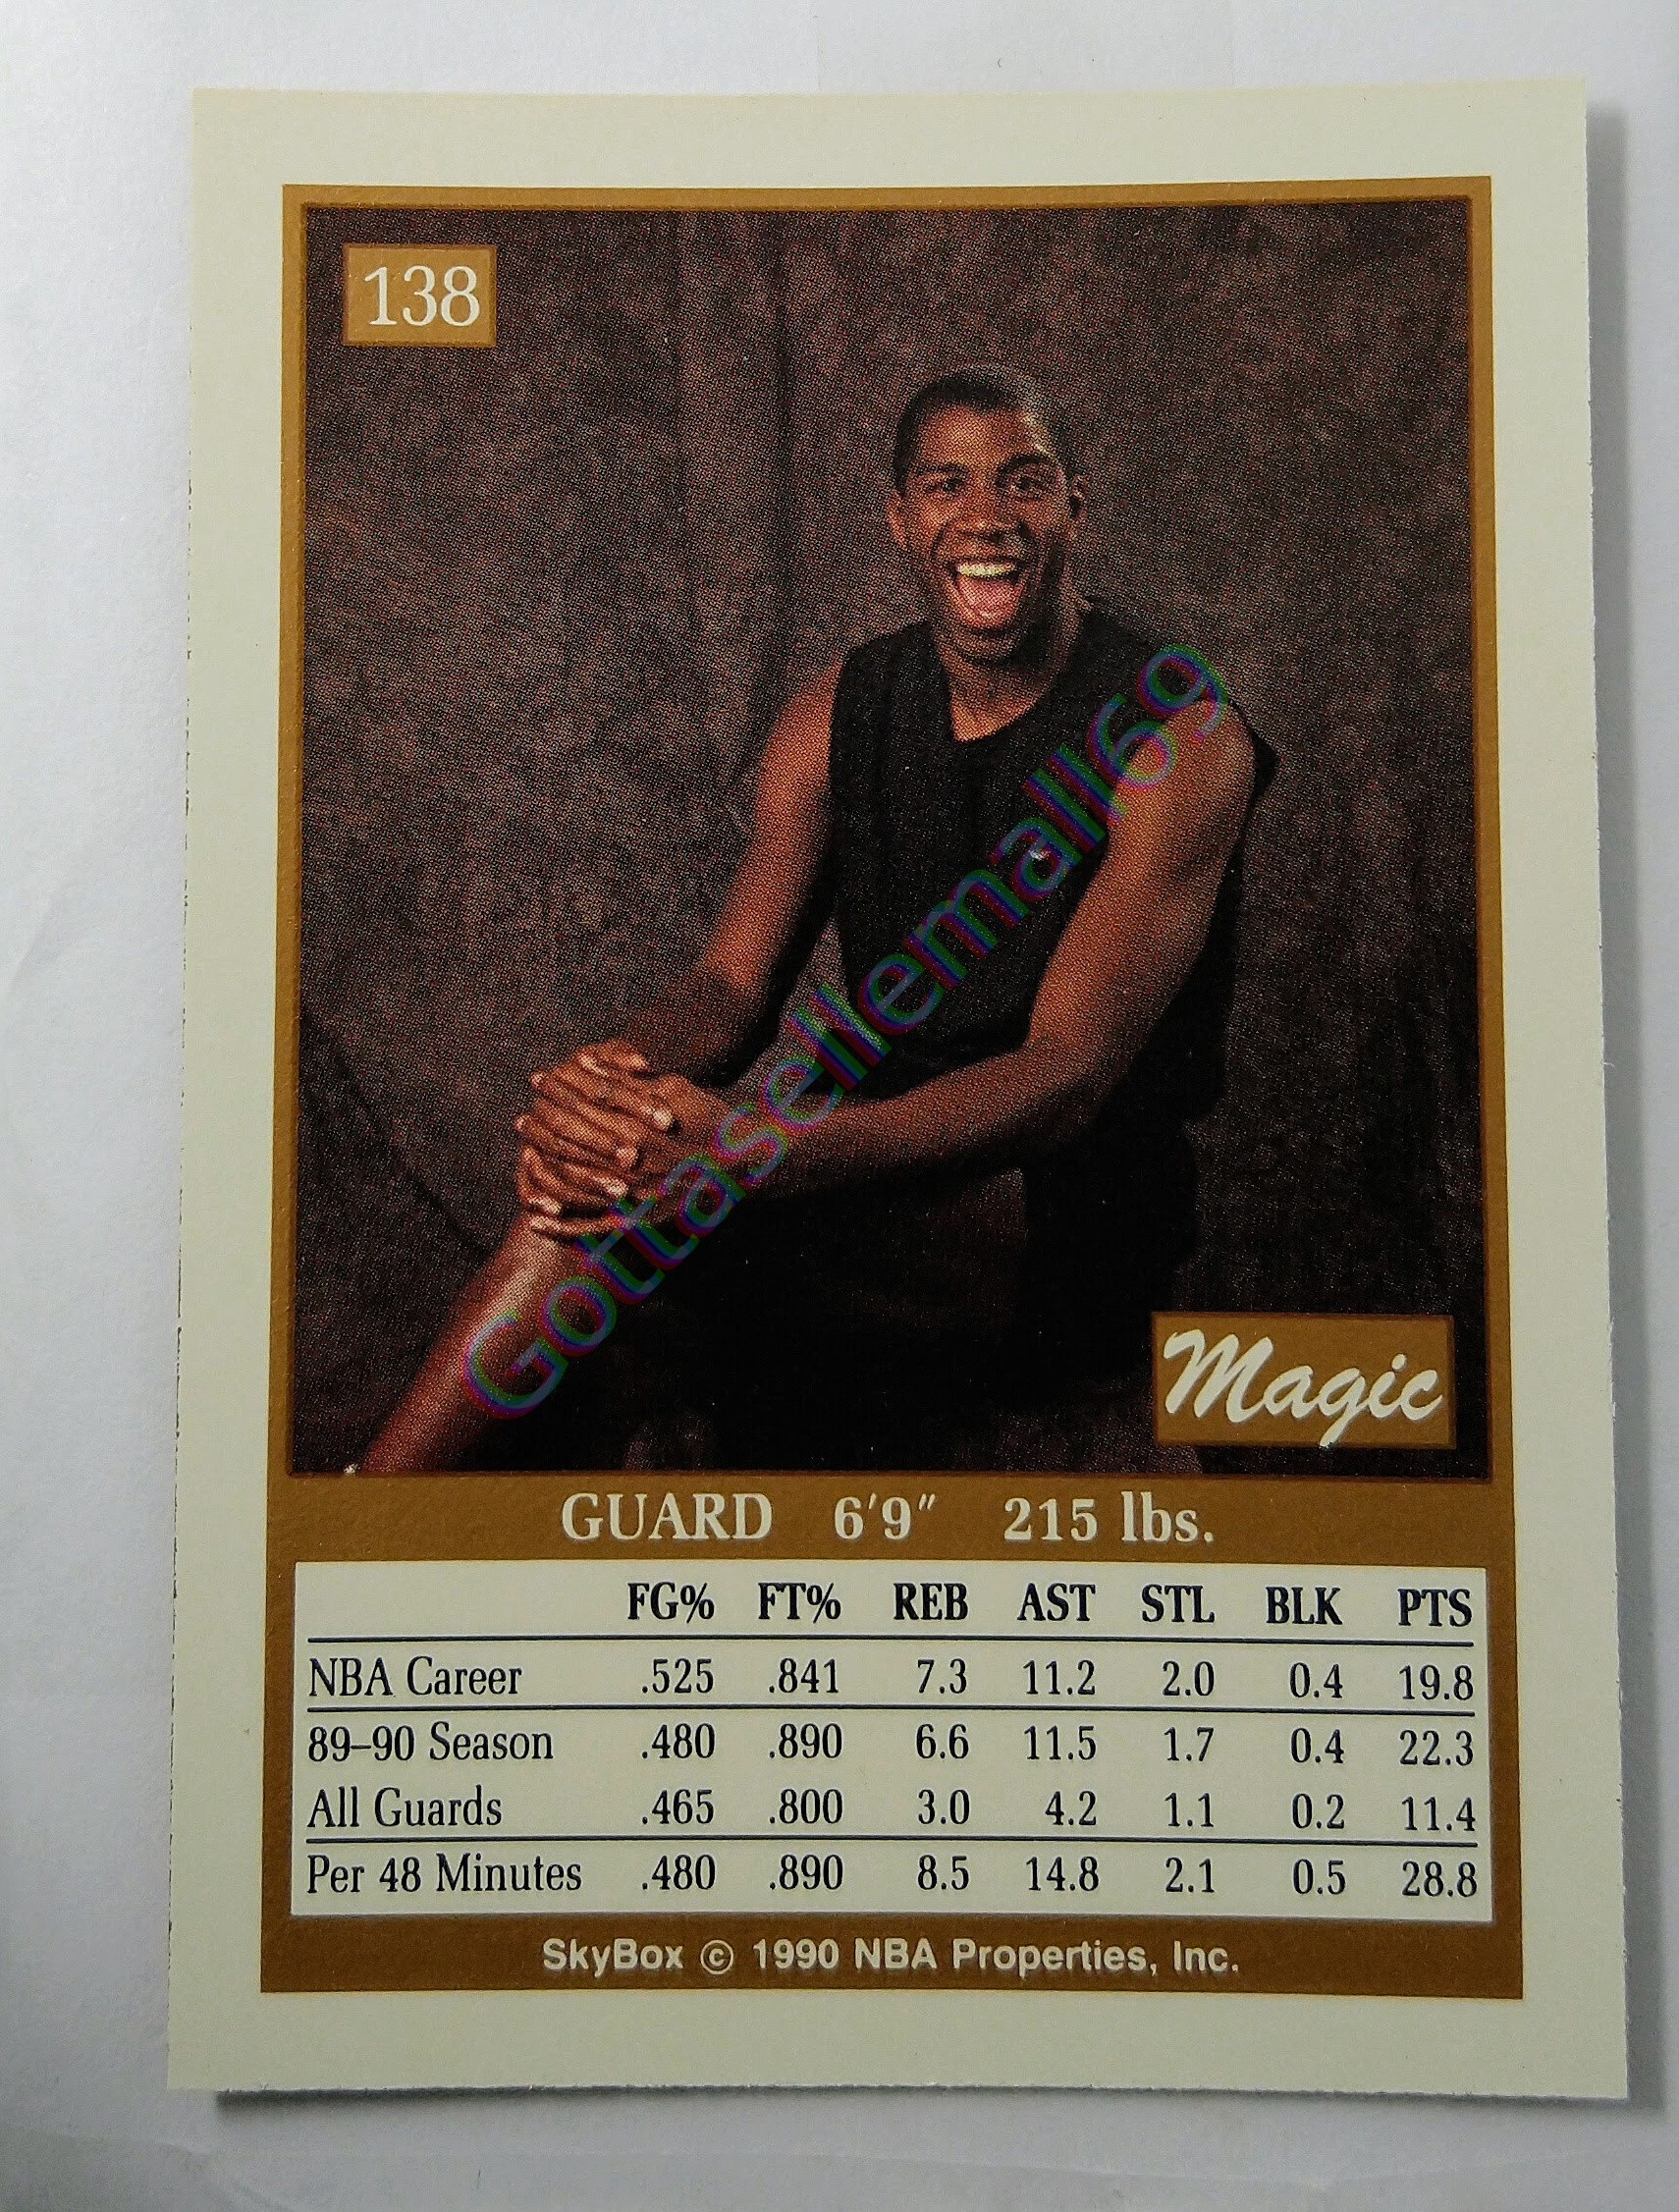 138
Gottasellemall69
Magic
GUARD 6'9" 215 lbs.
FG% FT% REB AST STL BLK PTS
NBA Career .525 .841 7.3 11.2 2.0 0.4 19.8
89–90 Season .480 .890 6.6 11.5 1.7 0.4 22.3
All Guards .465 .800 3.0 4.2 1.1 0.2 11.4
Per 48 Minutes .480 .890 8.5 14.8 2.1 0.5 28.8
SkyBox © 1990 NBA Properties, Inc.